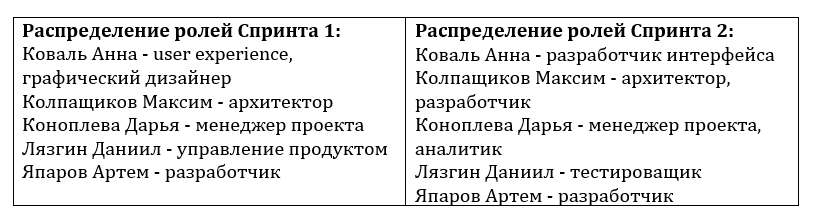 Распределение ролей Спринта 1:
Коваль Анна - user experience,
графический дизайнер
Колпащиков Максим - архитектор
Коноплева Дарья - менеджер проекта
Лязгин Даниил - управление продуктом
Япаров Артем - разработчик
Распределение ролей Спринта 2:
Коваль Анна - разработчик интерфейса
Колпащиков Максим - архитектор,
разработчик
Коноплева Дарья - менеджер проекта,
аналитик
Лязгин Даниил - тестироващик
Япаров Артем - разработчик